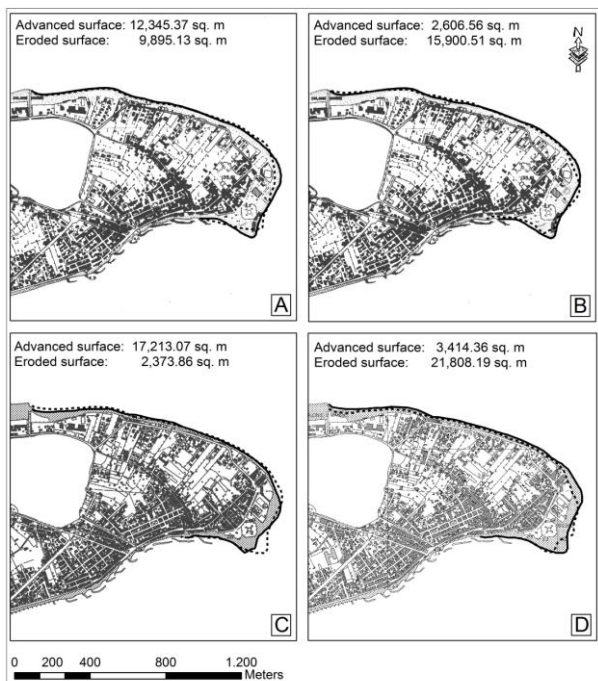 Advanced surface: 12,345.37 sq. m
Eroded surface: 9,895.13 sq. m
A
Advanced surface: 2,606.56 sq. m
Eroded surface: 15,900.51 sq. m
N
B
Advanced surface: 17,213.07 sq. m
Eroded surface: 2,373.86 sq. m
C
Advanced surface: 3,414.36 sq. m
Eroded surface: 21,808.19 sq. m
D
0 200 400 800 1.200
Meters